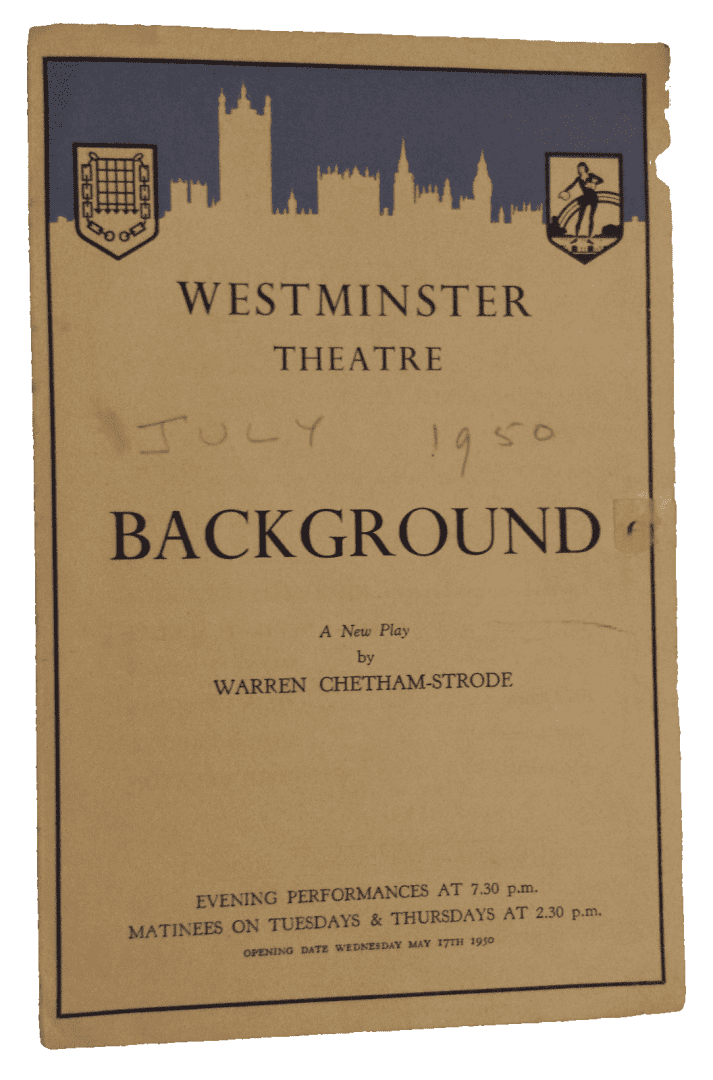 WESTMINSTER
THEATRE
JULY 1950
BACKGROUND
A New Play
by
WARREN CHETHAM-STRODE
EVENING PERFORMANCES AT 7.30 p.m.
MATINEES ON TUESDAYS & THURSDAYS AT 2.30 p.m.
OPENING DATE WEDNESDAY MAY 17TH 1950